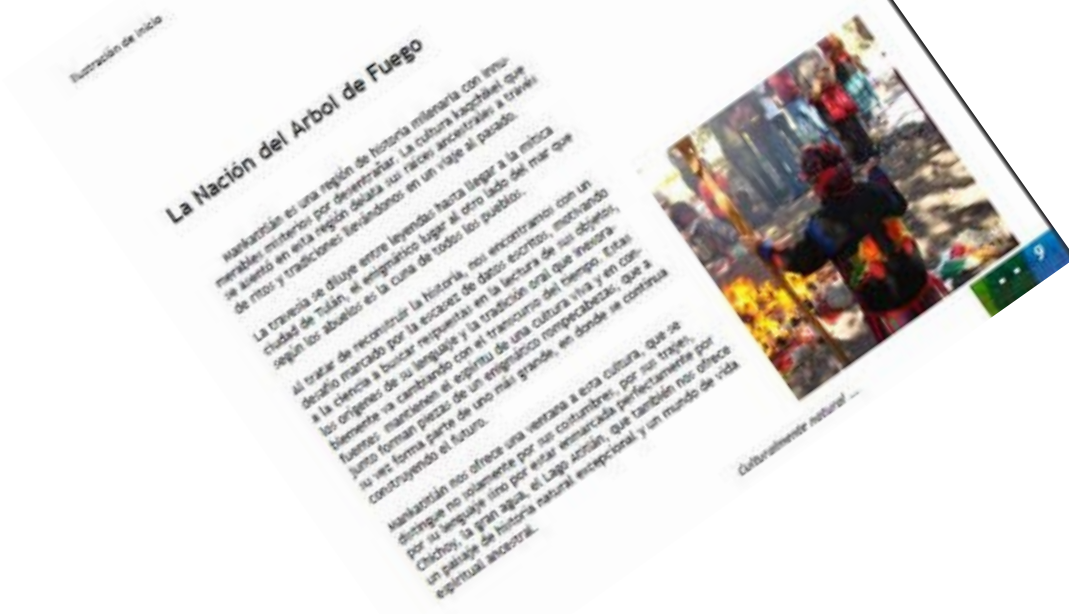 Ilustración de Inicio
La Nación del Arbol de Fuego
es una región de historia milenaria con innu-
merables misterios por desentrañar. La cultura kaqchikel que
se asentó en esta región delata sus raíces ancestrales a través
de ritos y tradiciones llevándonos en un viaje al pasado.
La travesía se diluye entre leyendas hasta llegar a la mítica
ciudad de Tulán, el enigmático lugar al otro lado del mar que
según los abuelos es la cuna de todos los pueblos.
Al tratar de reconstruir la historia, nos encontramos con un
desafío marcado por la escasez de datos escritos, motivando
a la ciencia a buscar respuestas en la lectura de sus objetos,
los orígenes de su lenguaje y la tradición oral que inexora-
blemente va cambiando con el transcurso del tiempo. Estas
fuentes mantienen el espíritu de una cultura viva y en con-
junto forman piezas de un enigmático rompecabezas, que a
su vez forma parte de uno más grande, en donde se continua
construyendo el futuro.
nos ofrece una ventana a esta cultura, que se
distingue no solamente por sus costumbres, por sus trajes,
por su lenguaje sino por estar enmarcada perfectamente por
Chichoy, la gran agua, el Lago Atitlán, que también nos ofrece
un paisaje de historia natural excepcional y un mundo de vida
espiritual ancestral.
Culturalmente natural ...
9